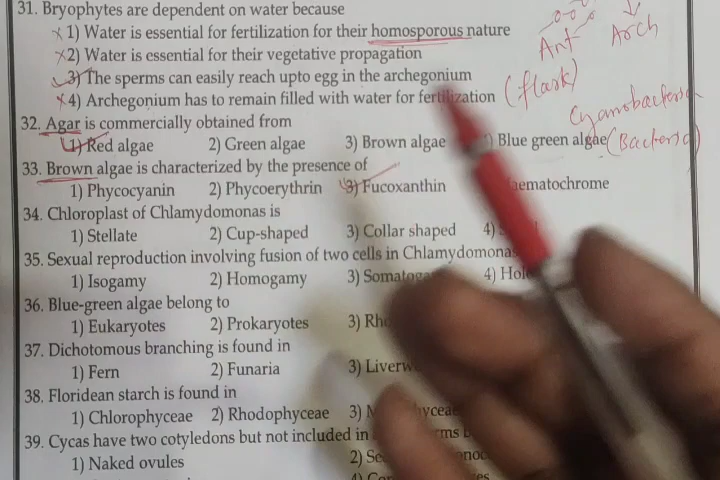 31. Bryophytes are dependent on water because
1) Water is essential for fertilization for their homosporous nature
2) Water is essential for their vegetative propagation
3) The sperms can easily reach upto egg in the archegonium
4) Archegonium has to remain filled with water for fertilization
Ant Arch
(flask)
Cyanobacteria
(Bacteria)
32. Agar is commercially obtained from
1) Red algae 2) Green algae 3) Brown algae Blue green algae
33. Brown algae is characterized by the presence of
1) Phycocyanin 2) Phycoerythrin 3) Fucoxanthin
34. Chloroplast of Chlamydomonas is
1) Stellate 2) Cup-shaped 3) Collar shaped 4)
35. Sexual reproduction involving fusion of two cells in Chlamydomonas
1) Isogamy 2) Homogamy 3) 4)
36. Blue-green algae belong to
1) Eukaryotes 2) Prokaryotes 3)
37. Dichotomous branching is found in
1) Fern 2) Funaria 3)
38. Floridean starch is found in
1) Chlorophyceae 2) Rhodophyceae 3)
39. Cycas have two cotyledons but not included in
1) Naked ovules 2)
4)